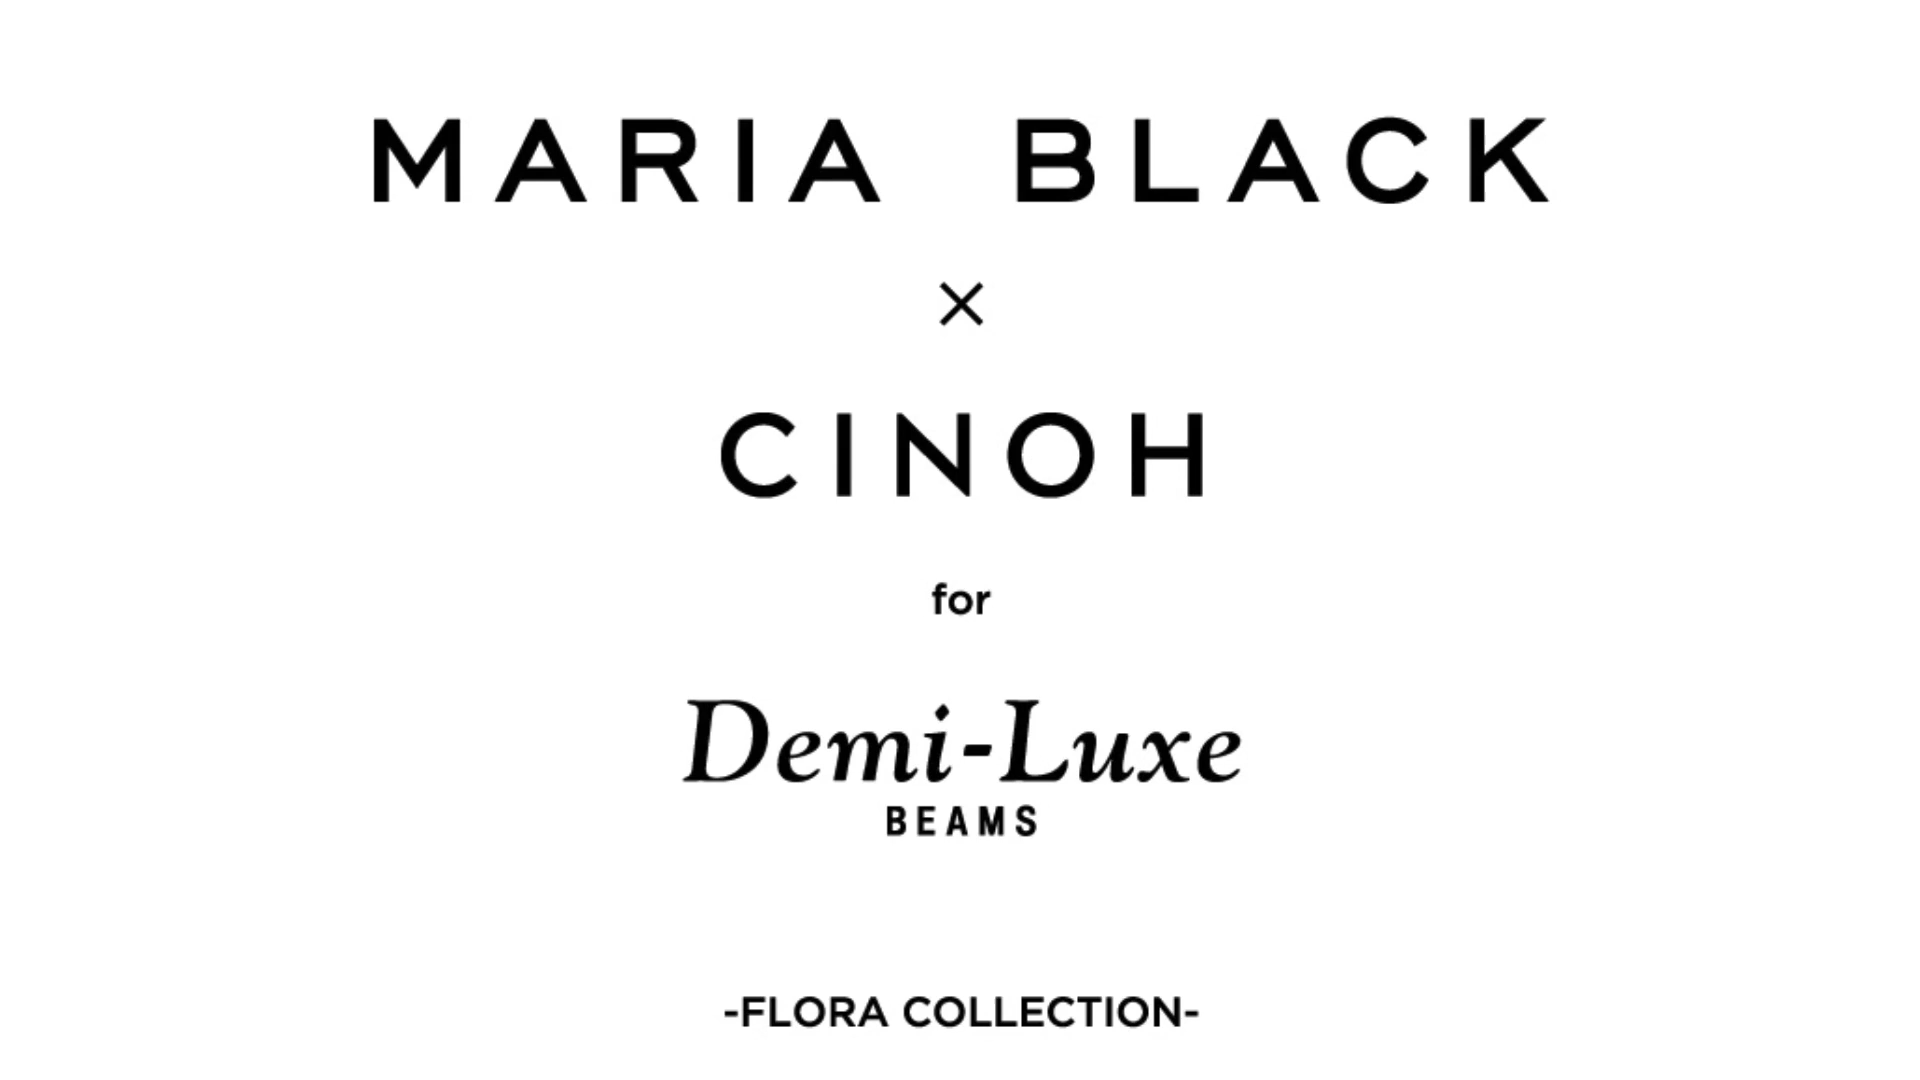 MARIA BLACK
×
CINOH
for
Demi-Luxe
BEAMS
-FLORA COLLECTION-